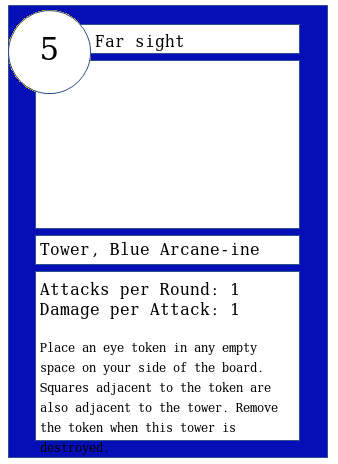 5
Far sight
Tower, Blue Arcane-ine
Attacks per Round: 1
Damage per Attack: 1
Place an eye token in any empty
space on your side of the board.
Squares adjacent to the token are
also adjacent to the tower. Remove
the token when this tower is
destroyed.